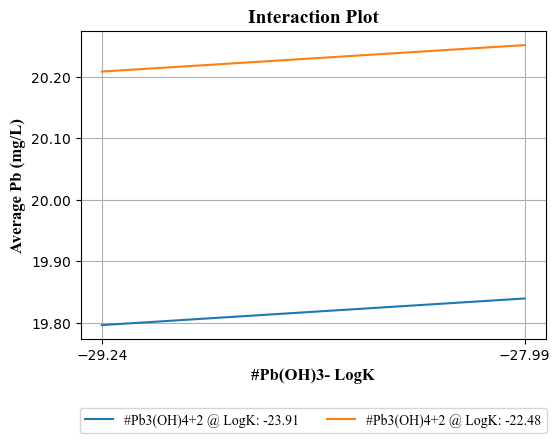 Interaction Plot
Average Pb (mg/L)
20.20
20.10
20.00
19.90
19.80
−29.24
−27.99
#Pb(OH)3- LogK
#Pb3(OH)4+2 @ LogK: -23.91
#Pb3(OH)4+2 @ LogK: -22.48